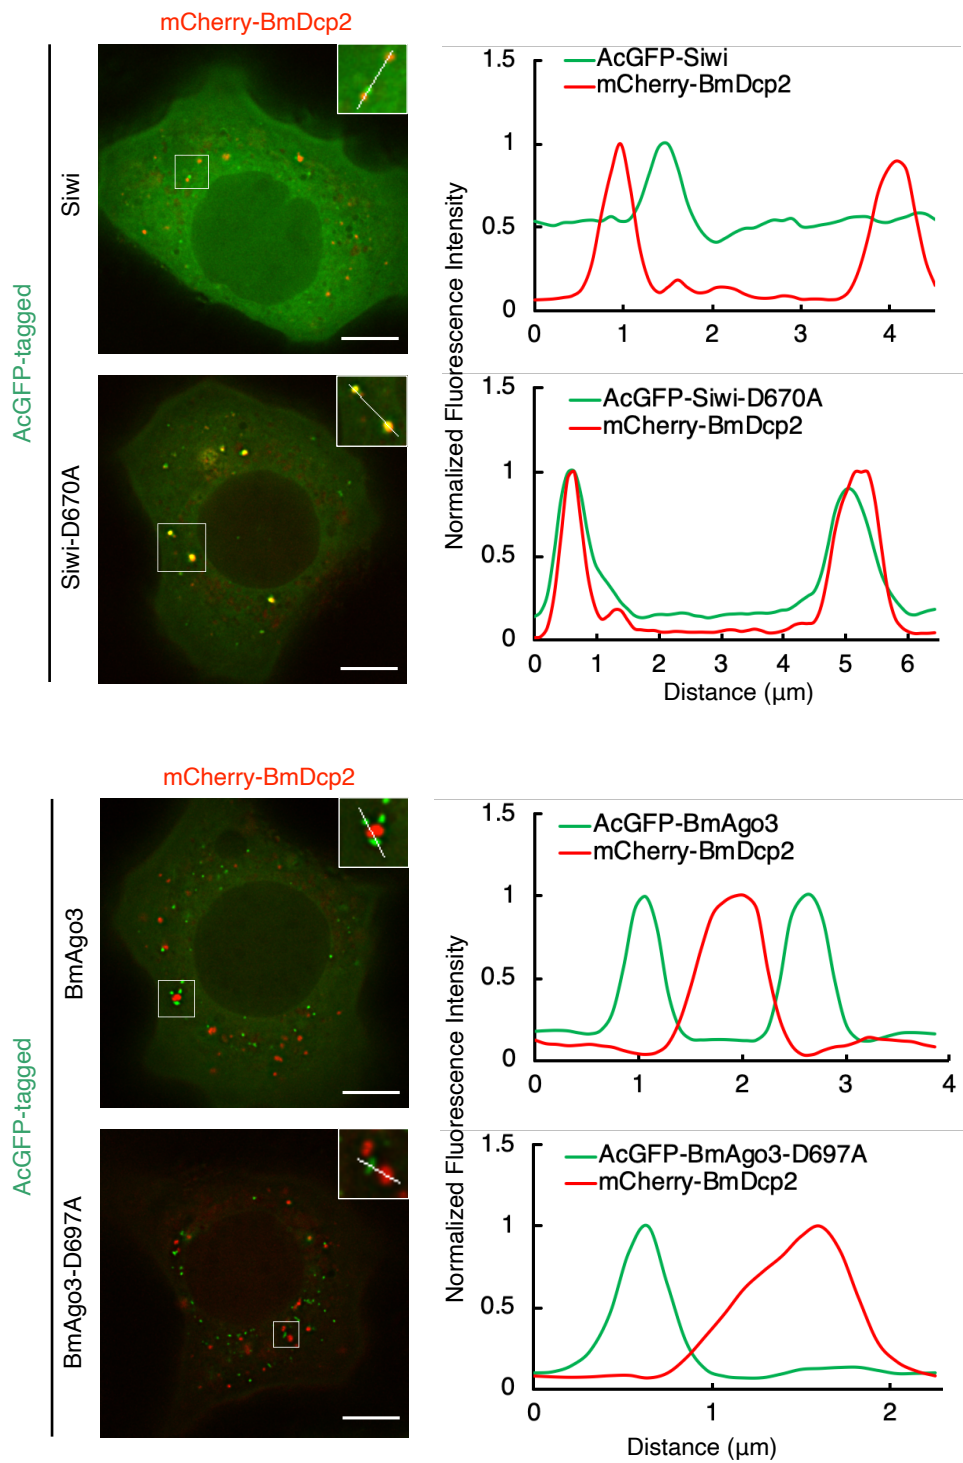 mCherry-BmDcp2
AcGFP-tagged
Siwi
1.5
1
0.5
0
AcGFP-Siwi
mCherry-BmDcp2
0 1 2 3 4
Normalized Fluorescence Intensity
Siwi-D670A
1.5
1
0.5
0
AcGFP-Siwi-D670A
mCherry-BmDcp2
0 1 2 3 4 5 6
Distance (µm)
mCherry-BmDcp2
AcGFP-tagged
BmAgo3
1.5
1
0.5
0
AcGFP-BmAgo3
mCherry-BmDcp2
0 1 2 3 4
Normalized Fluorescence Intensity
BmAgo3-D697A
1.5
1
0.5
0
AcGFP-BmAgo3-D697A
mCherry-BmDcp2
0 1 2
Distance (µm)